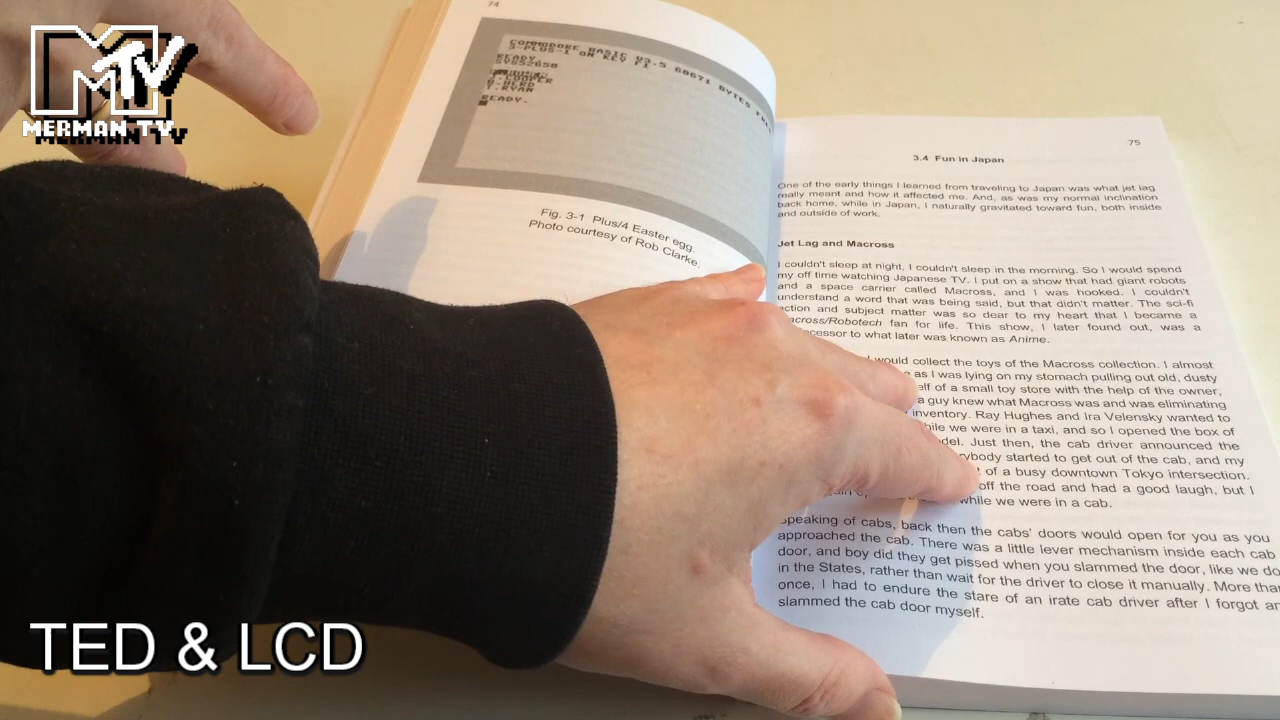 MTV
MERMAN TV
74
COMMODORE BASIC V3.5 60671 BYTES FREE
3-PLUS-1 ON KEY F1
READY.
SYS52650
C.COOPER
B.HERD
T.RYAN
READY.
Fig. 3-1 Plus/4 Easter egg.
Photo courtesy of Rob Clarke.
75
3.4 Fun in Japan
One of the early things I learned from traveling to Japan was what jet lag
really meant and how it affected me. And, as was my normal inclination
back home, while in Japan, I naturally gravitated toward fun, both inside
and outside of work.
Jet Lag and Macross
I couldn't sleep at night, I couldn't sleep in the morning. So I would spend
my off time watching Japanese TV. I put on a show that had giant robots
and a space carrier called Macross, and I was hooked. I couldn't
understand a word that was being said, but that didn't matter. The sci-fi
action and subject matter was so dear to my heart that I became a
Macross/Robotech fan for life. This show, I later found out, was a
ecessor to what later was known as Anime.
I would collect the toys of the Macross collection. I almost
as I was lying on my stomach pulling out old, dusty
elf of a small toy store with the help of the owner,
a guy knew what Macross was and was eliminating
inventory. Ray Hughes and Ira Velensky wanted to
while we were in a taxi, and so I opened the box of
del. Just then, the cab driver announced the
rybody started to get out of the cab, and my
t of a busy downtown Tokyo intersection.
off the road and had a good laugh, but I
while we were in a cab.
Speaking of cabs, back then the cabs' doors would open for you as you
approached the cab. There was a little lever mechanism inside each cab
door, and boy did they get pissed when you slammed the door, like we do
in the States, rather than wait for the driver to close it manually. More than
once, I had to endure the stare of an irate cab driver after I forgot an
slammed the cab door myself.
TED & LCD